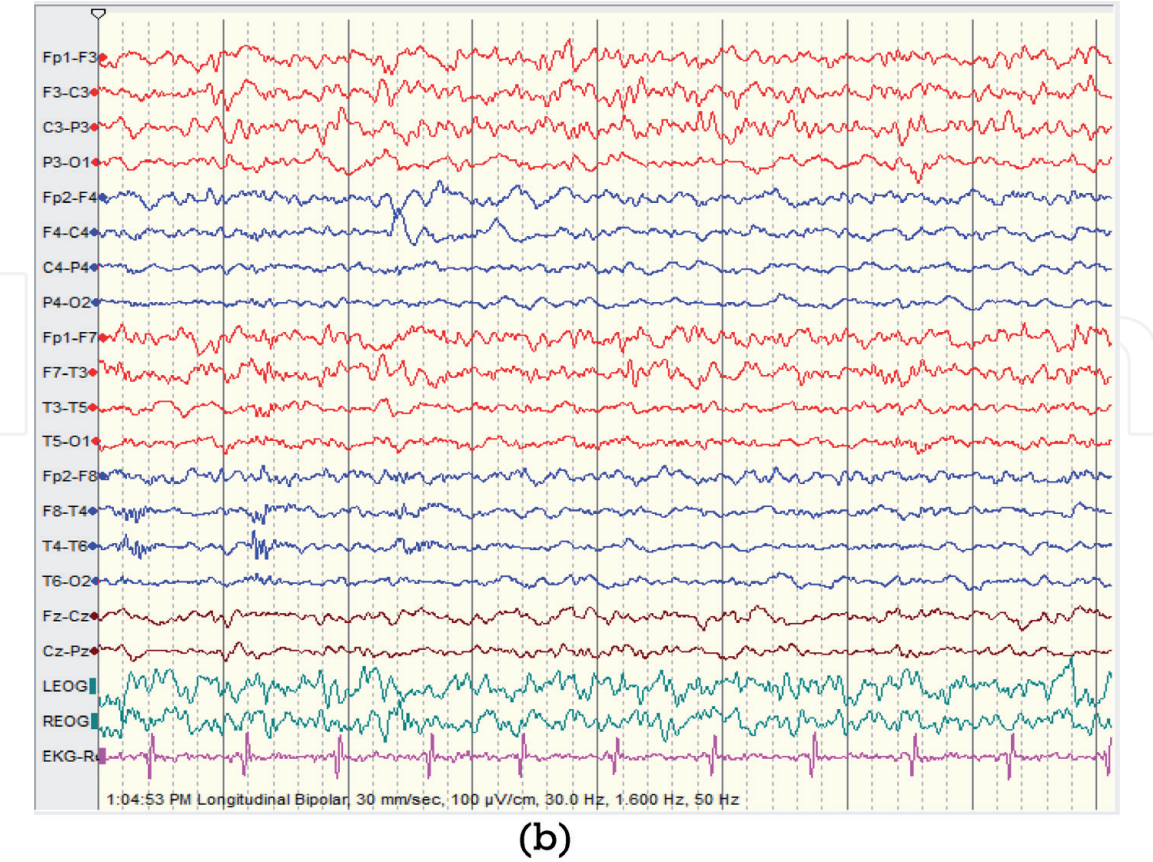 Fp1-F3
F3-C3
C3-P3
P3-O1
Fp2-F4
F4-C4
C4-P4
P4-O2
Fp1-F7
F7-T3
T3-T5
T5-O1
Fp2-F8
F8-T4
T4-T6
T6-O2
Fz-Cz
Cz-Pz
LEOG
REOG
1:04:53 PM Longitudinal Bipolar, 30 mm/sec, 100 µV/cm, 30.0 Hz, 1.600 Hz, 50 Hz
(b)